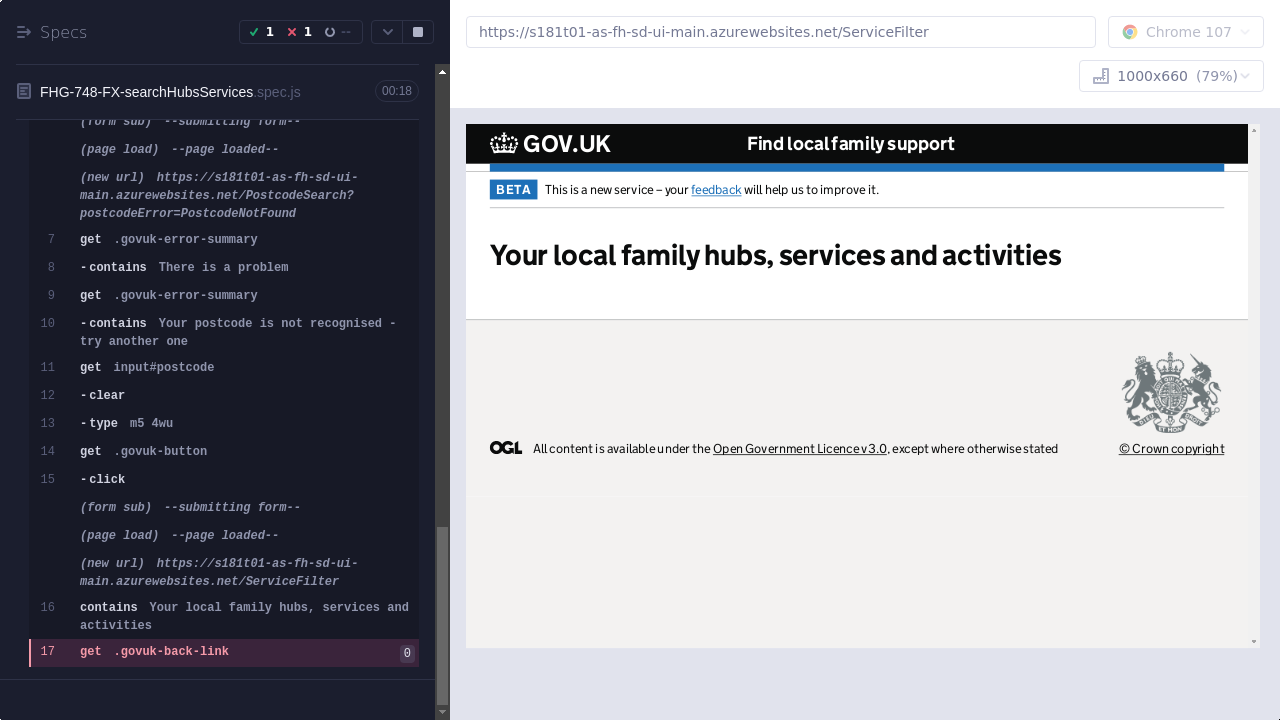 Specs
1
1
--
FHG-748-FX-searchHubsServices.spec.js
00:18
(form sub) --submitting form--
(page load) --page loaded--
(new url) https://s181t01-as-fh-sd-ui-
main.azurewebsites.net/PostcodeSearch?
postcodeError=PostcodeNotFound
7 get .govuk-error-summary
8 -contains There is a problem
9 get .govuk-error-summary
10 -contains Your postcode is not recognised -
try another one
11 get input#postcode
12 -clear
13 -type m5 4wu
14 get .govuk-button
15 -click
(form sub) --submitting form--
(page load) --page loaded--
(new url) https://s181t01-as-fh-sd-ui-
main.azurewebsites.net/ServiceFilter
16 contains Your local family hubs, services and
activities
17 get .govuk-back-link 0
https://s181t01-as-fh-sd-ui-main.azurewebsites.net/ServiceFilter
Chrome 107
1000x660 (79%)
GOV.UK
Find local family support
BETA This is a new service – your feedback will help us to improve it.
Your local family hubs, services and activities
OGL All content is available under the Open Government Licence v3.0, except where otherwise stated
© Crown copyright